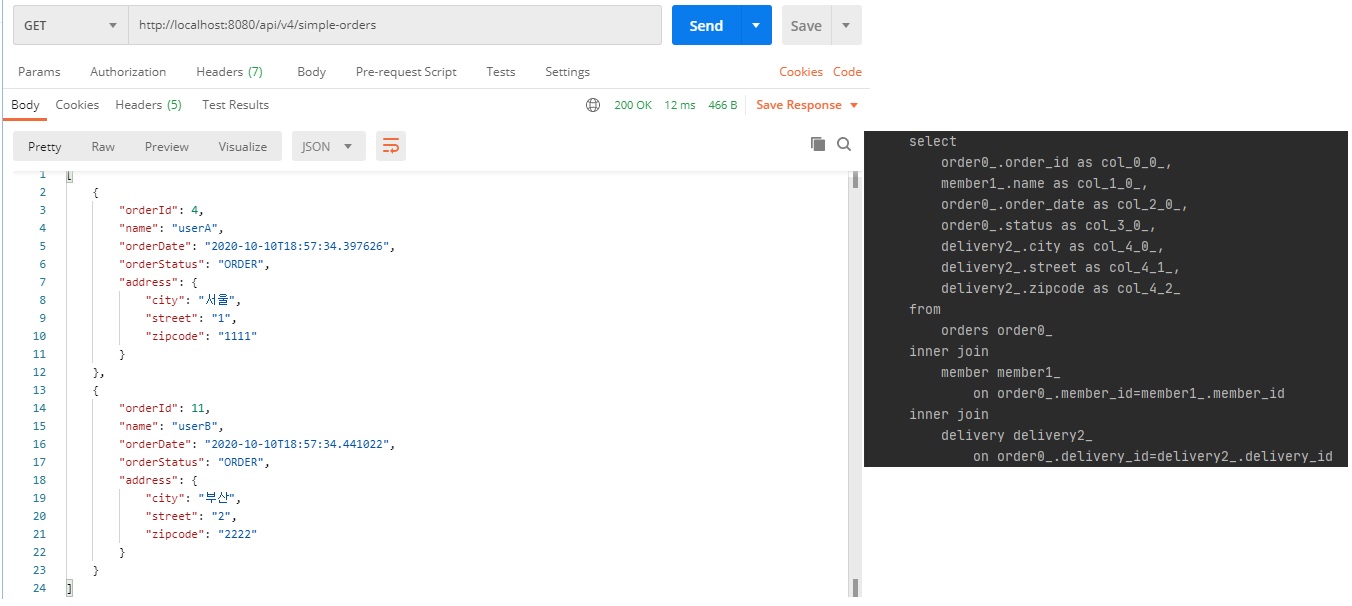 GET http://localhost:8080/api/v4/simple-orders Send Save
Params Authorization Headers (7) Body Pre-request Script Tests Settings Cookies Code
Body Cookies Headers (5) Test Results 200 OK 12 ms 466 B Save Response
Pretty Raw Preview Visualize JSON
1 [
2 {
3 "orderId": 4,
4 "name": "userA",
5 "orderDate": "2020-10-10T18:57:34.397626",
6 "orderStatus": "ORDER",
7 "address": {
8 "city": "서울",
9 "street": "1",
10 "zipcode": "1111"
11 }
12 },
13 {
14 "orderId": 11,
15 "name": "userB",
16 "orderDate": "2020-10-10T18:57:34.441022",
17 "orderStatus": "ORDER",
18 "address": {
19 "city": "부산",
20 "street": "2",
21 "zipcode": "2222"
22 }
23 }
24 ]
select
order0_.order_id as col_0_0_,
member1_.name as col_1_0_,
order0_.order_date as col_2_0_,
order0_.status as col_3_0_,
delivery2_.city as col_4_0_,
delivery2_.street as col_4_1_,
delivery2_.zipcode as col_4_2_
from
orders order0_
inner join
member member1_
on order0_.member_id=member1_.member_id
inner join
delivery delivery2_
on order0_.delivery_id=delivery2_.delivery_id